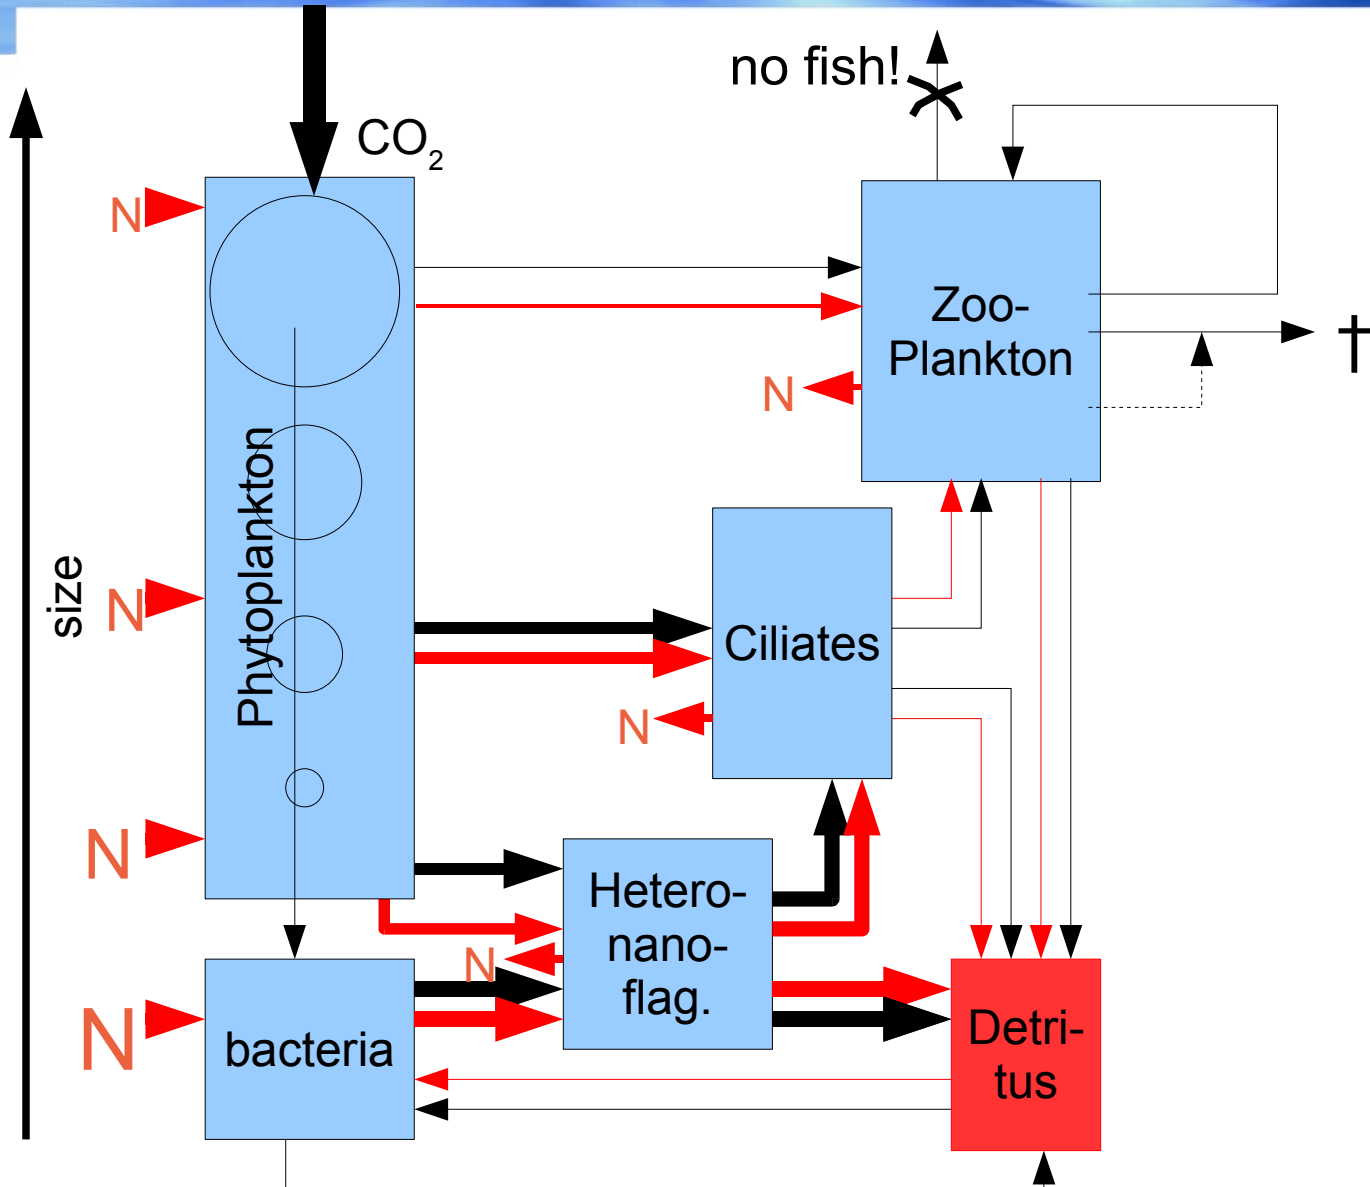 no fish!
CO2
N
Zoo-
Plankton
†
N
Phytoplankton
size
N
Ciliates
N
N
Hetero-
nano-
flag.
N
N
bacteria
Detri-
tus